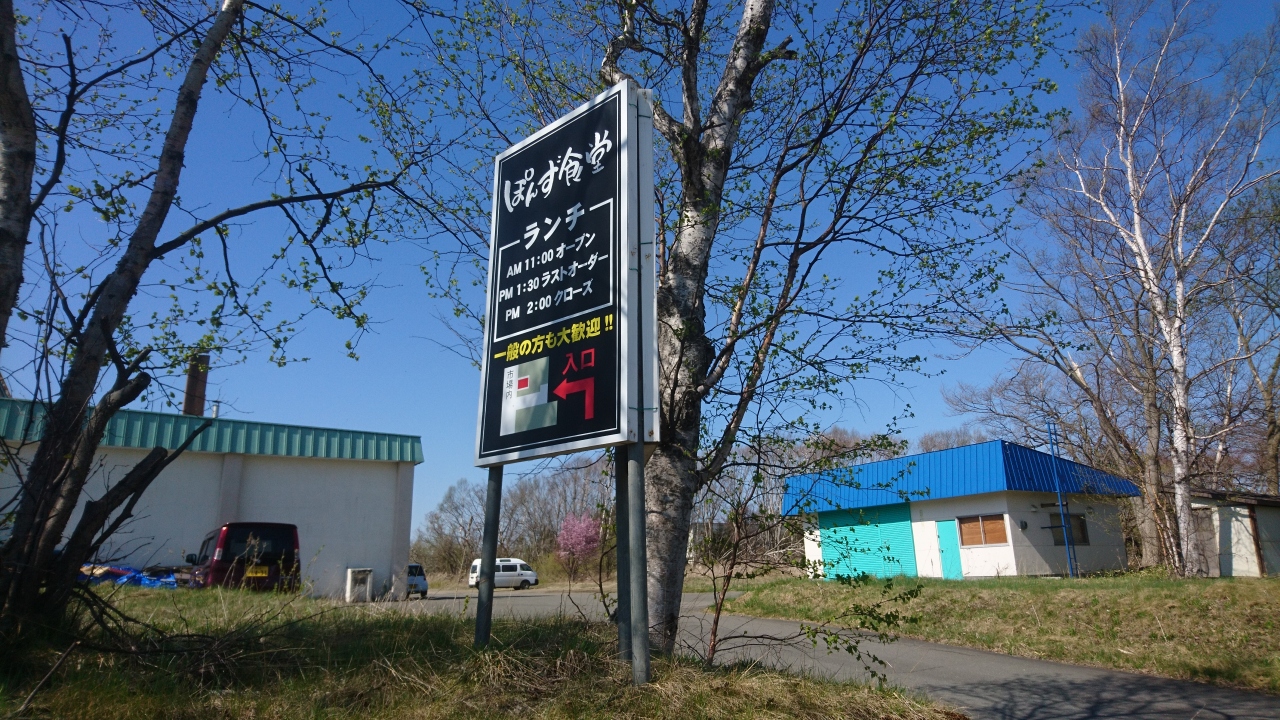 ぽんず食堂
ランチ
AM 11:00 オープン
PM 1:30 ラストオーダー
PM 2:00 クローズ
一般の方も大歓迎!!
入口
市場内